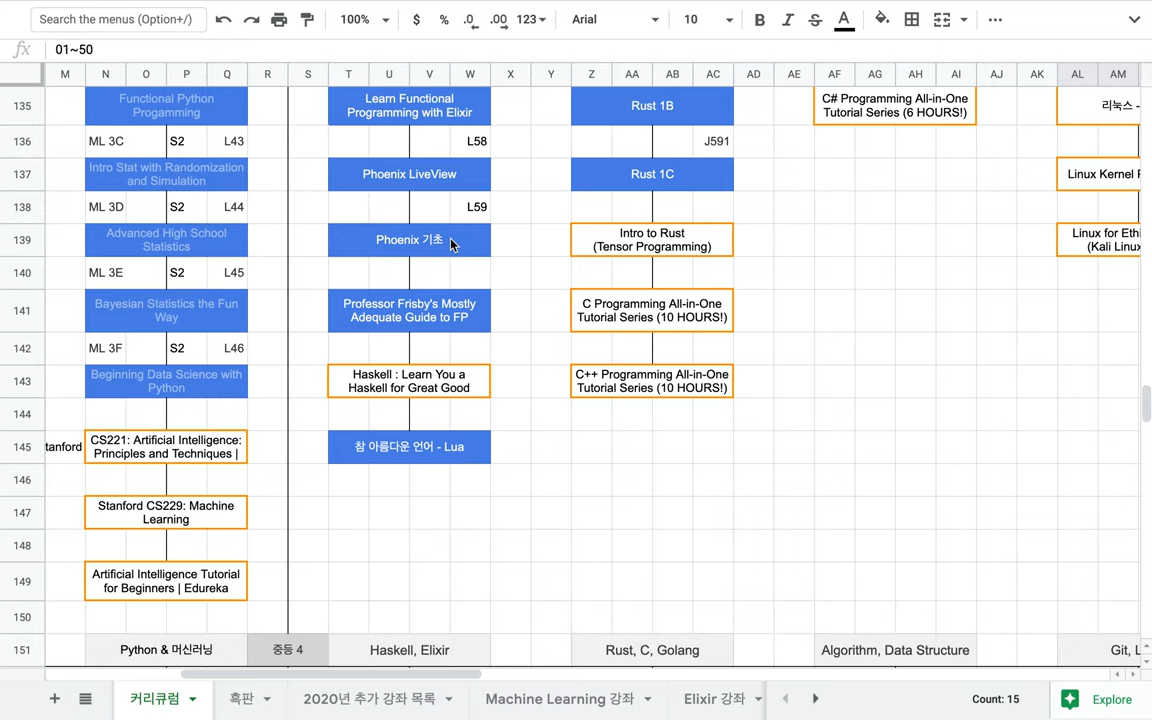 Search the menus (Option+/)
100%
$
%
.0
.00
123
Arial
10
B
I
S
A
fx
01~50
M N O P Q R S T U V W X Y Z AA AB AC AD AE AF AG AH AI AJ AK AL AM
135
Functional Python
Progamming
Learn Functional
Programming with Elixir
Rust 1B
C# Programming All-in-One
Tutorial Series (6 HOURS!)
리눅스 -
136
ML 3C
S2
L43
L58
J591
137
Intro Stat with Randomization
and Simulation
Phoenix LiveView
Rust 1C
Linux Kernel
138
ML 3D
S2
L44
L59
139
Advanced High School
Statistics
Phoenix 기초
Intro to Rust
(Tensor Programming)
Linux for
(Kali
140
ML 3E
S2
L45
141
Bayesian Statistics the Fun
Way
Professor Frisby's Mostly
Adequate Guide to FP
C Programming All-in-One
Tutorial Series (10 HOURS!)
142
ML 3F
S2
L46
143
Beginning Data Science with
Python
Haskell : Learn You a
Haskell for Great Good
C++ Programming All-in-One
Tutorial Series (10 HOURS!)
144
145
tanford
CS221: Artificial Intelligence:
Principles and Techniques |
참 아름다운 언어 - Lua
146
147
Stanford CS229: Machine
Learning
148
149
Artificial Intelligence Tutorial
for Beginners | Edureka
150
151
Python & 머신러닝
중등 4
Haskell, Elixir
Rust, C, Golang
Algorithm, Data Structure
Git,
커리큘럼
흑판
2020년 추가 강좌 목록
Machine Learning 강좌
Elixir 강좌
Count: 15
Explore